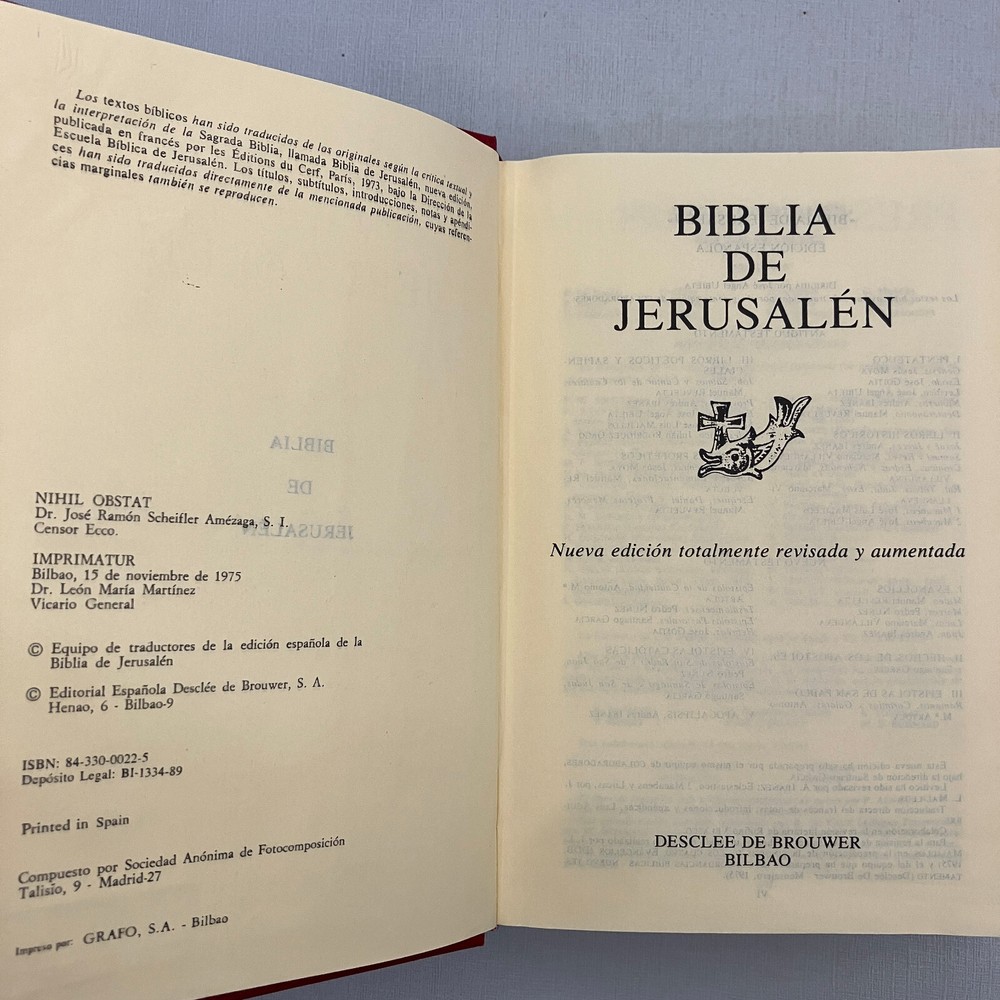 Los textos bíblicos han sido traducidos de los originales según la crítica textual y
la interpretación de la Sagrada Biblia, llamada Biblia de Jerusalén, nueva edición,
publicada en francés por les Éditions du Cerf, París, 1973, bajo la Dirección de la
Escuela Bíblica de Jerusalén. Los títulos, subtítulos, introducciones, notas y apéndi-
ces han sido traducidos directamente de la mencionada publicación, cuyas referen-
cias marginales también se reproducen.
NIHIL OBSTAT
Dr. José Ramón Scheifler Amézaga, S. I.
Censor Ecco.
IMPRIMATUR
Bilbao, 15 de noviembre de 1975
Dr. León María Martínez
Vicario General
© Equipo de traductores de la edición española de la
Biblia de Jerusalén
© Editorial Española Desclée de Brouwer, S. A.
Henao, 6 - Bilbao-9
ISBN: 84-330-0022-5
Depósito Legal: BI-1334-89
Printed in Spain
Compuesto por Sociedad Anónima de Fotocomposición
Talisio, 9 - Madrid-27
Impreso por: GRAFO, S.A. - Bilbao
BIBLIA
DE
JERUSALÉN
Nueva edición totalmente revisada y aumentada
DESCLEE DE BROUWER
BILBAO